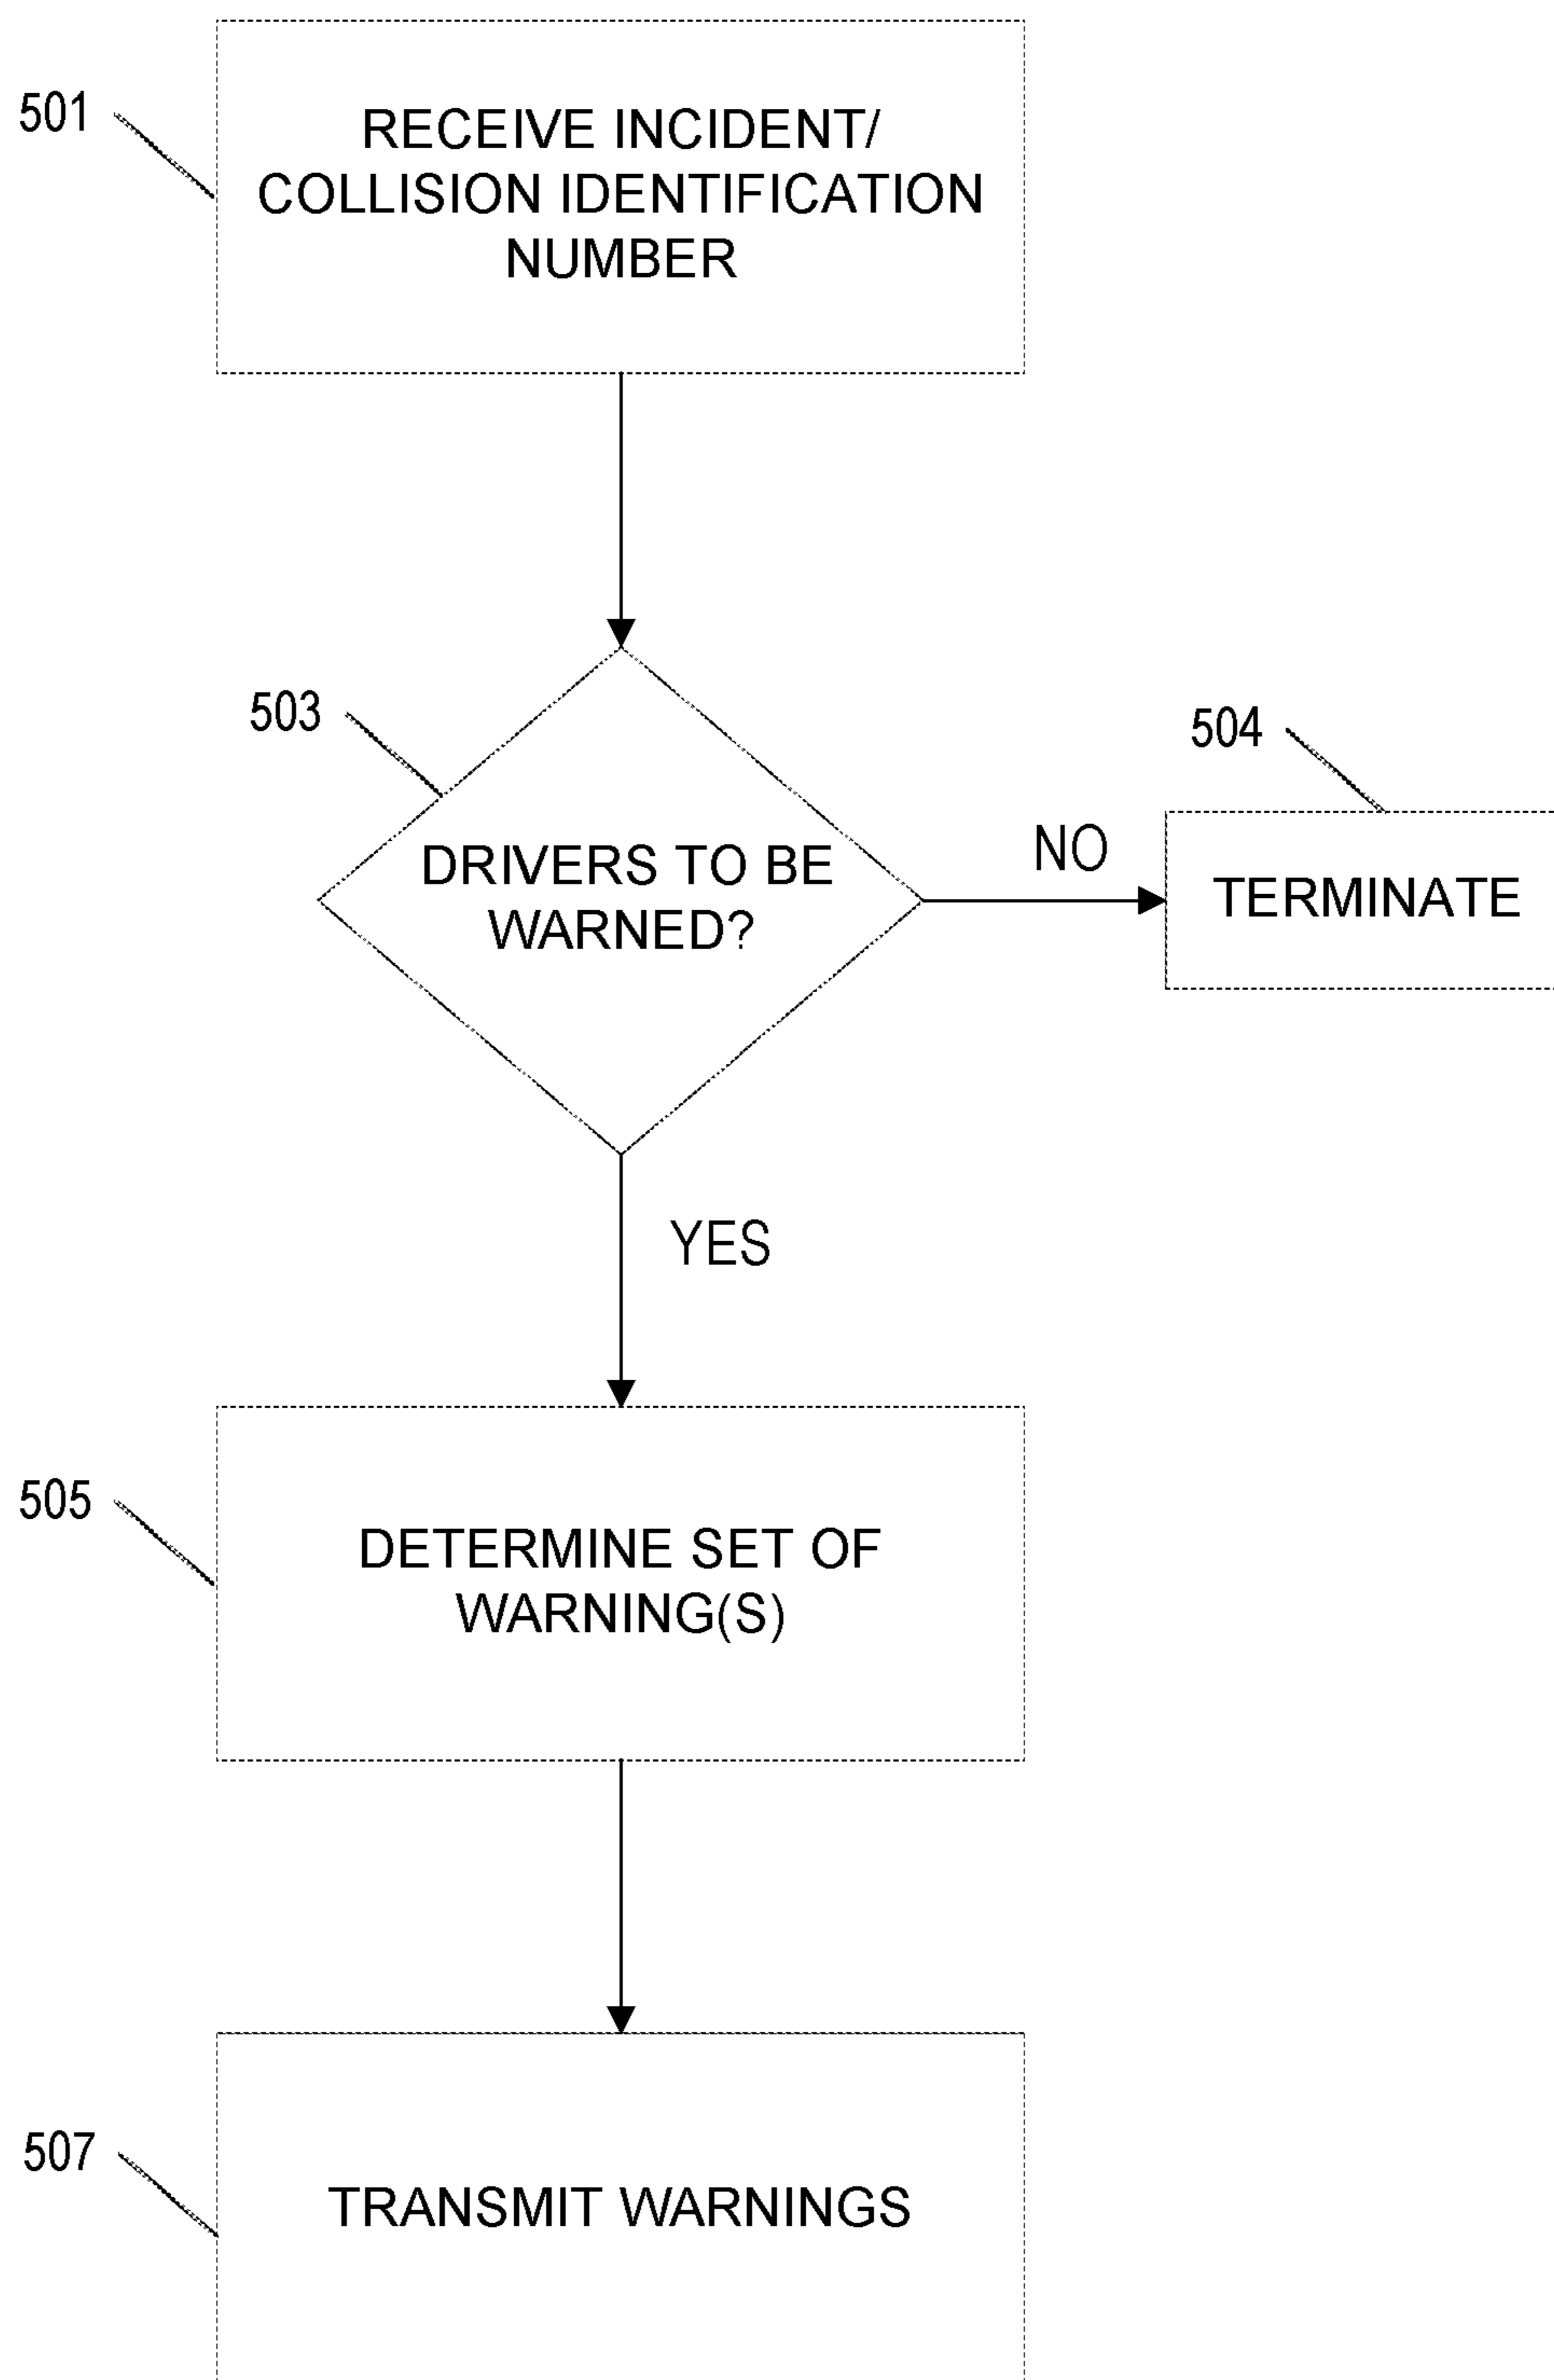 501
RECEIVE INCIDENT/
COLLISION IDENTIFICATION
NUMBER
503
DRIVERS TO BE
WARNED?
NO
504
TERMINATE
YES
505
DETERMINE SET OF
WARNING(S)
507
TRANSMIT WARNINGS